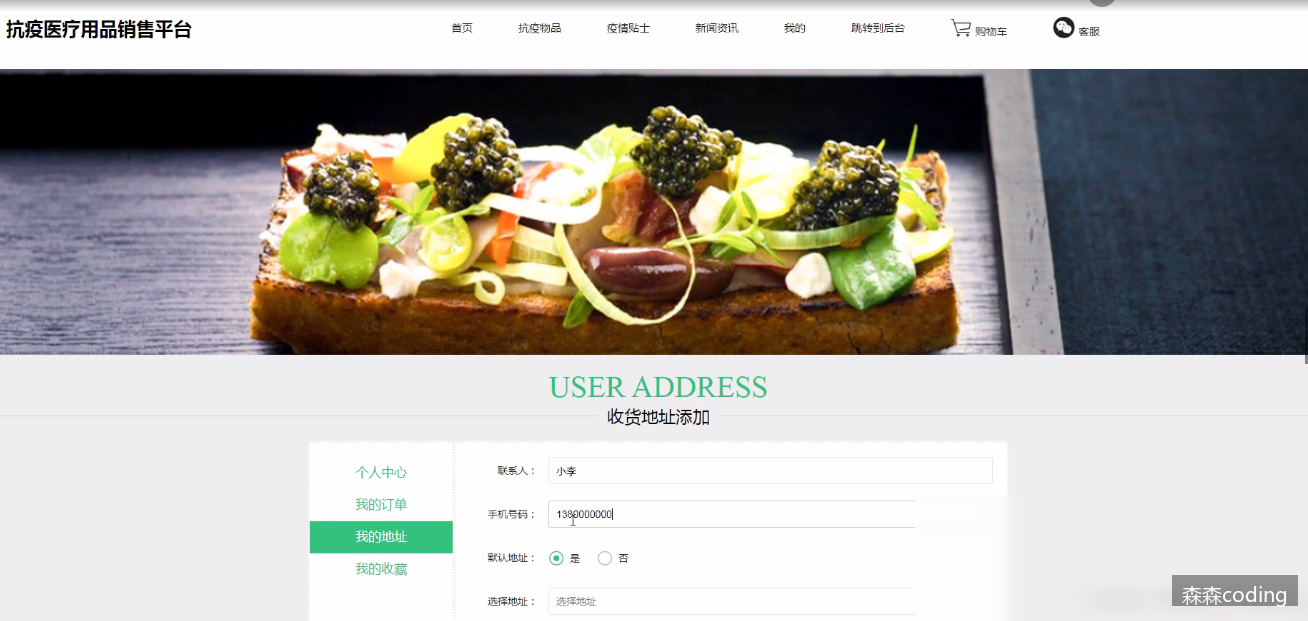 抗疫医疗用品销售平台
首页 抗疫物品 疫情贴士 新闻资讯 我的 跳转到后台 购物车 客服
USER ADDRESS
收货地址添加
个人中心
我的订单
我的地址
我的收藏
联系人： 小李
手机号码： 1380000000
默认地址： 是 否
选择地址： 选择地址
森森coding